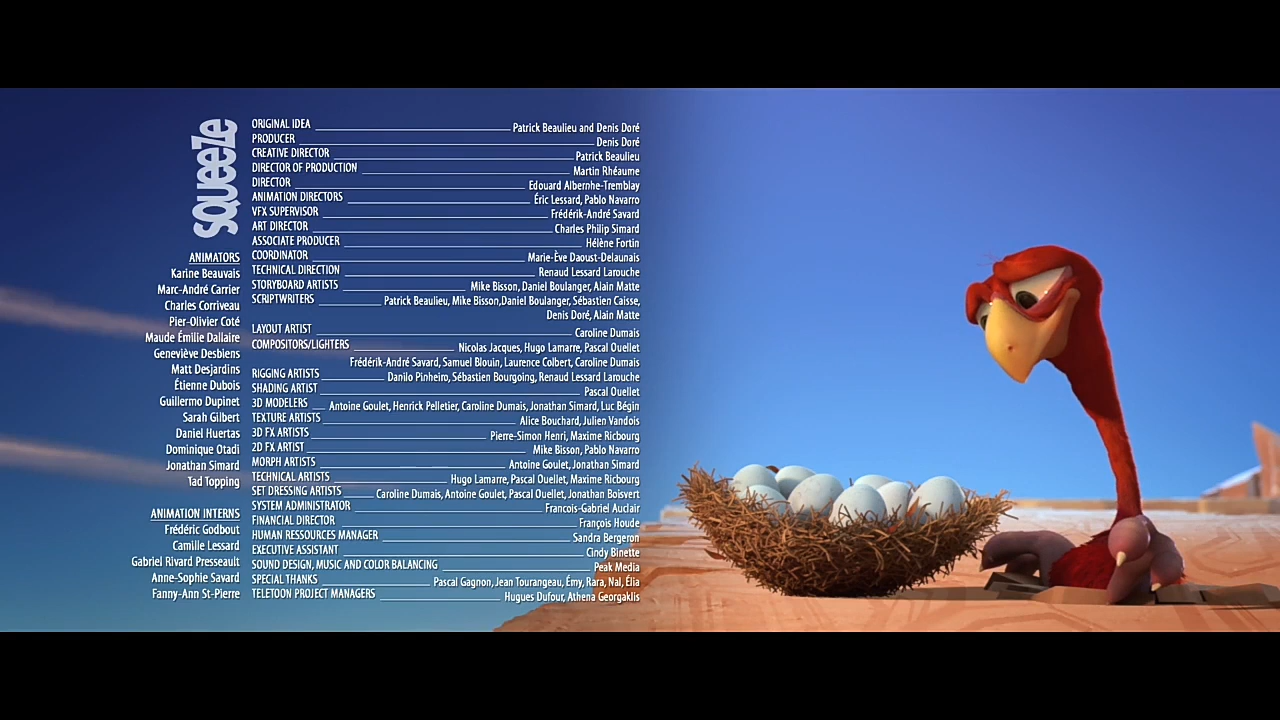 squeeze
ANIMATORS
Karine Beauvais
Marc-André Carrier
Charles Corriveau
Pier-Olivier Coté
Maude Émilie Dallaire
Geneviève Desbiens
Matt Desjardins
Étienne Dubois
Guillermo Dupinet
Sarah Gilbert
Daniel Huertas
Dominique Otadi
Jonathan Simard
Tad Topping
ANIMATION INTERNS
Frédéric Godbout
Camille Lessard
Gabriel Rivard Presseault
Anne-Sophie Savard
Fanny-Ann St-Pierre
ORIGINAL IDEA Patrick Beaulieu and Denis Doré
PRODUCER Denis Doré
CREATIVE DIRECTOR Patrick Beaulieu
DIRECTOR OF PRODUCTION Martin Rhéaume
DIRECTOR Edouard Albernhe-Tremblay
ANIMATION DIRECTORS Éric Lessard, Pablo Navarro
VFX SUPERVISOR Frédérik-André Savard
ART DIRECTOR Charles Philip Simard
ASSOCIATE PRODUCER Hélène Fortin
COORDINATOR Marie-Ève Daoust-Delaunais
TECHNICAL DIRECTION Renaud Lessard Larouche
STORYBOARD ARTISTS Mike Bisson, Daniel Boulanger, Alain Matte
SCRIPTWRITERS Patrick Beaulieu, Mike Bisson,Daniel Boulanger, Sébastien Caisse,
Denis Doré, Alain Matte
LAYOUT ARTIST Caroline Dumais
COMPOSITORS/LIGHTERS Nicolas Jacques, Hugo Lamarre, Pascal Ouellet
Frédérik-André Savard, Samuel Blouin, Laurence Colbert, Caroline Dumais
RIGGING ARTISTS Danilo Pinheiro, Sébastien Bourgoing, Renaud Lessard Larouche
SHADING ARTIST Pascal Ouellet
3D MODELERS Antoine Goulet, Henrick Pelletier, Caroline Dumais, Jonathan Simard, Luc Bégin
TEXTURE ARTISTS Alice Bouchard, Julien Vandois
3D FX ARTISTS Pierre-Simon Henri, Maxime Ricbourg
2D FX ARTIST Mike Bisson, Pablo Navarro
MORPH ARTISTS Antoine Goulet, Jonathan Simard
TECHNICAL ARTISTS Hugo Lamarre, Pascal Ouellet, Maxime Ricbourg
SET DRESSING ARTISTS Caroline Dumais, Antoine Goulet, Pascal Ouellet, Jonathan Boisvert
SYSTEM ADMINISTRATOR Francois-Gabriel Auclair
FINANCIAL DIRECTOR François Houde
HUMAN RESSOURCES MANAGER Sandra Bergeron
EXECUTIVE ASSISTANT Cindy Binette
SOUND DESIGN, MUSIC AND COLOR BALANCING Peak Media
SPECIAL THANKS Pascal Gagnon, Jean Tourangeau, Émy, Rara, Nal, Élia
TELETOON PROJECT MANAGERS Hugues Dufour, Athena Georgaklis